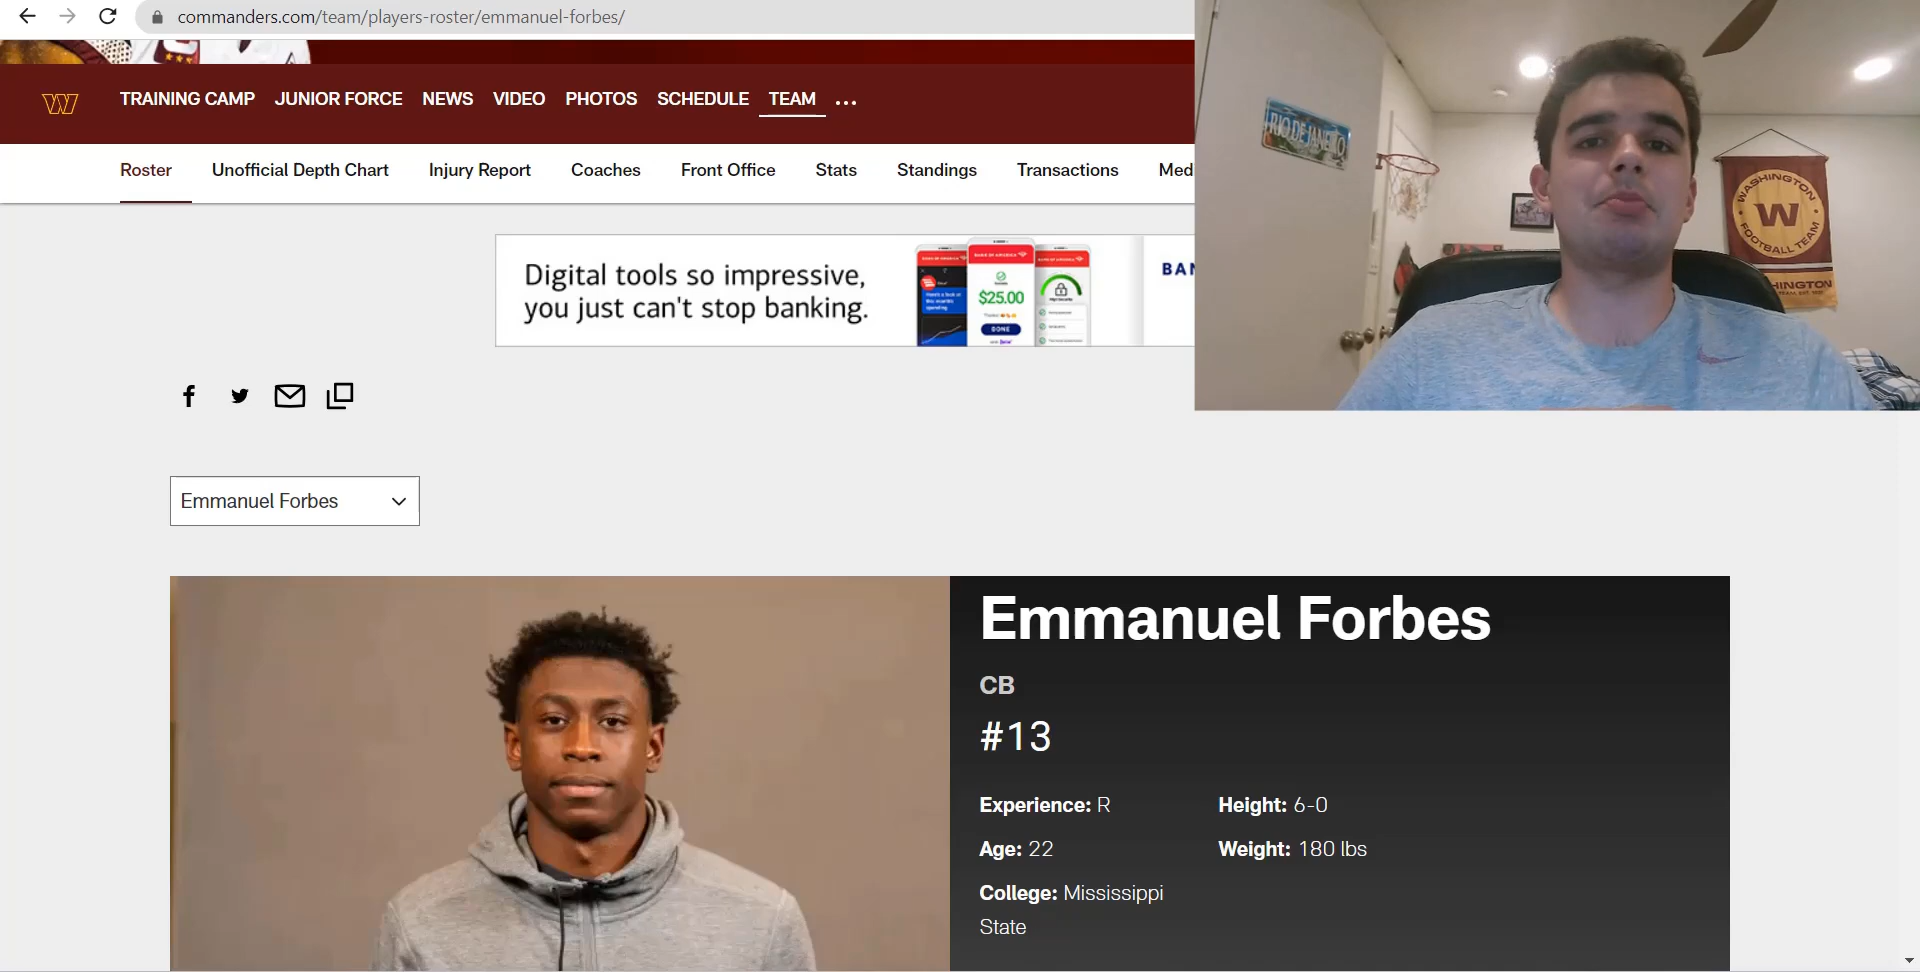 commanders.com/team/players-roster/emmanuel-forbes/
W
TRAINING CAMP JUNIOR FORCE NEWS VIDEO PHOTOS SCHEDULE TEAM ...
Roster Unofficial Depth Chart Injury Report Coaches Front Office Stats Standings Transactions Med
RIO DE JANEIRO
WASHINGTON
W
FOOTBALL TEAM
HINGTON
Digital tools so impressive,
you just can't stop banking.
BANK OF AMERICA
$25.00
DONE
BAN
Emmanuel Forbes
Emmanuel Forbes
CB
#13
Experience: R Height: 6-0
Age: 22 Weight: 180 lbs
College: Mississippi
State